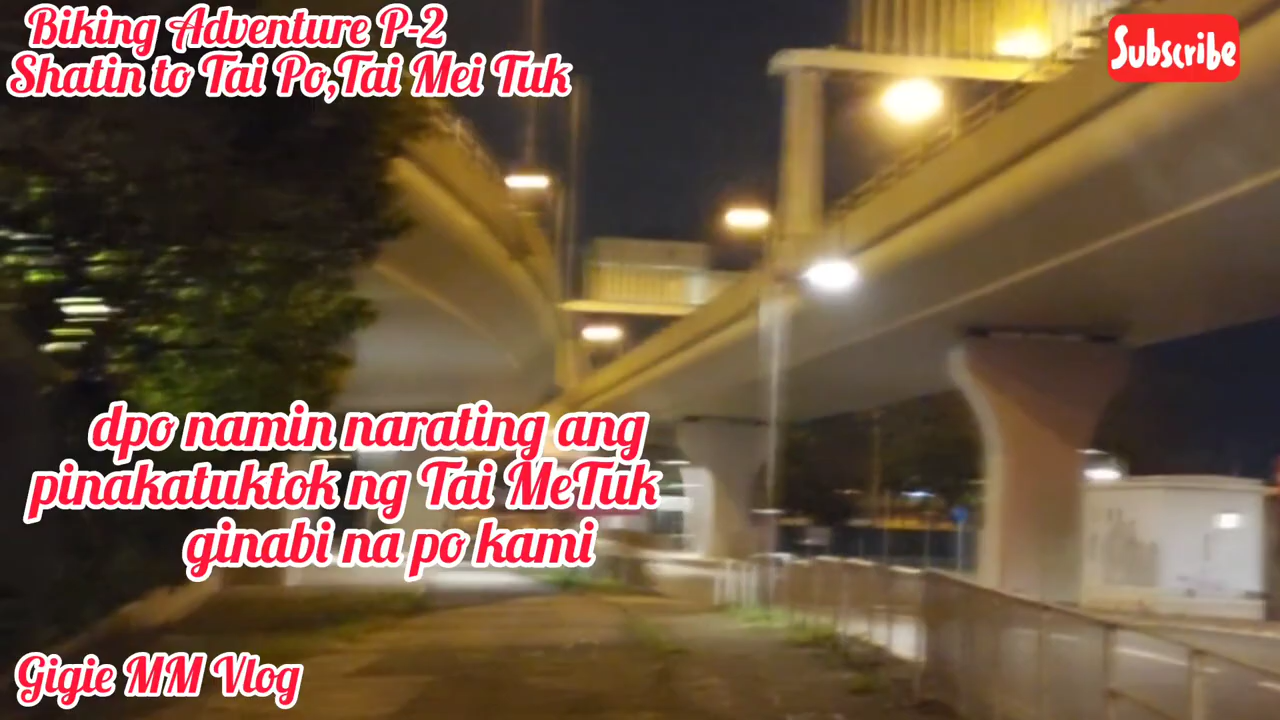 Biking Adventure P-2
Shatin to Tai Po,Tai Mei Tuk
Subscribe
dpo namin narating ang
pinakatuktok ng Tai MeTuk
ginabi na po kami
Gigie MM Vlog